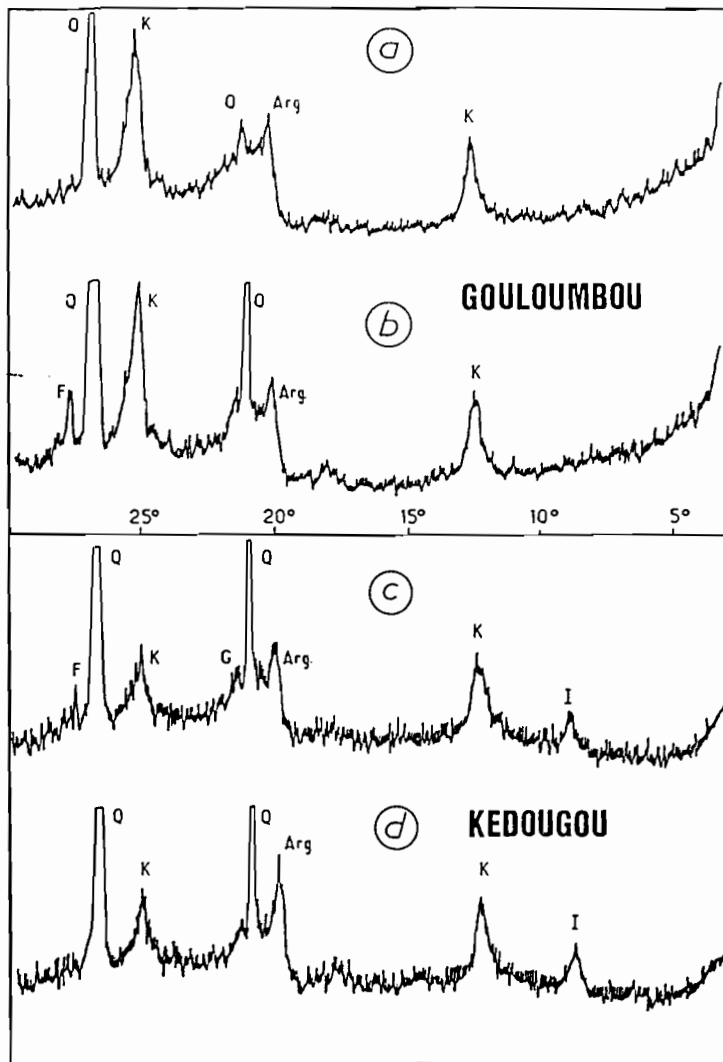 Q K a Q Arg K
Q K Q GOULOUMBOU
b
F Arg. K
25° 20° 15° 10° 5°
Q Q c
F K G Arg. K I
Q K Q Arg d KEDOUGOU
K I